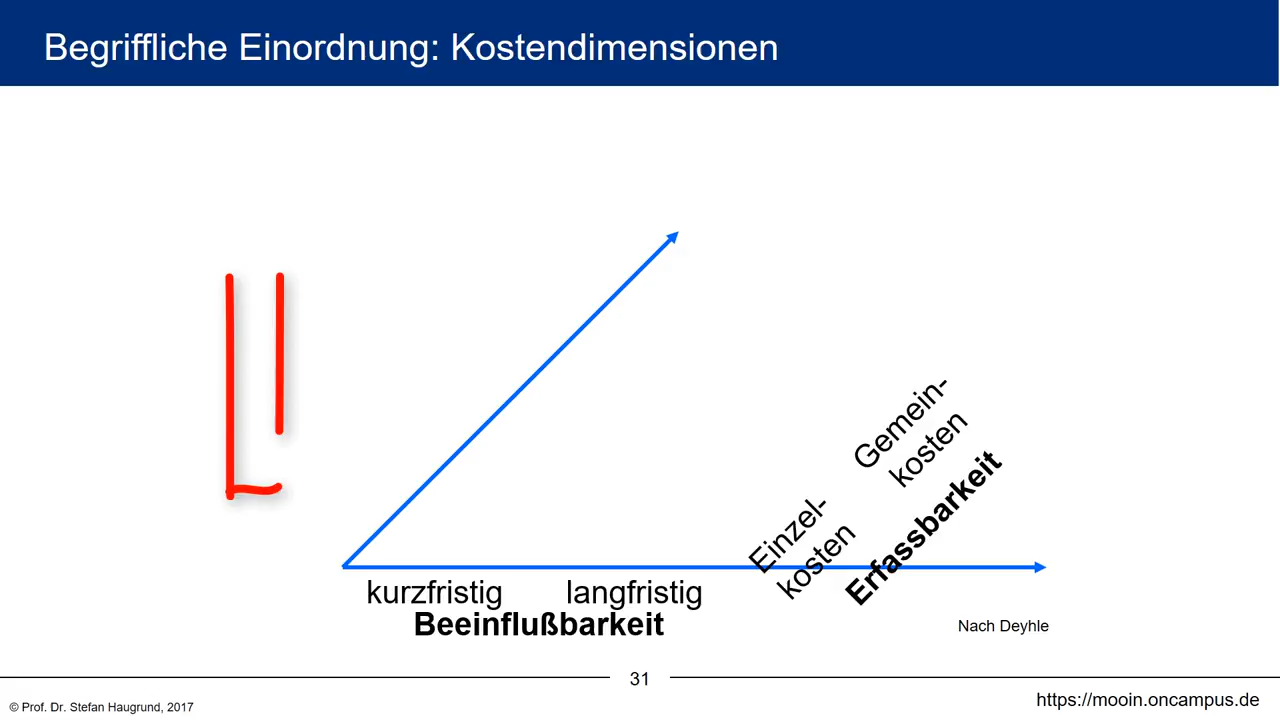 Begriffliche Einordnung: Kostendimensionen
Gemein-
kosten
Einzel-
kosten
Erfassbarkeit
kurzfristig langfristig
Beeinflußbarkeit
Nach Deyhle
31
© Prof. Dr. Stefan Haugrund, 2017
https://mooin.oncampus.de